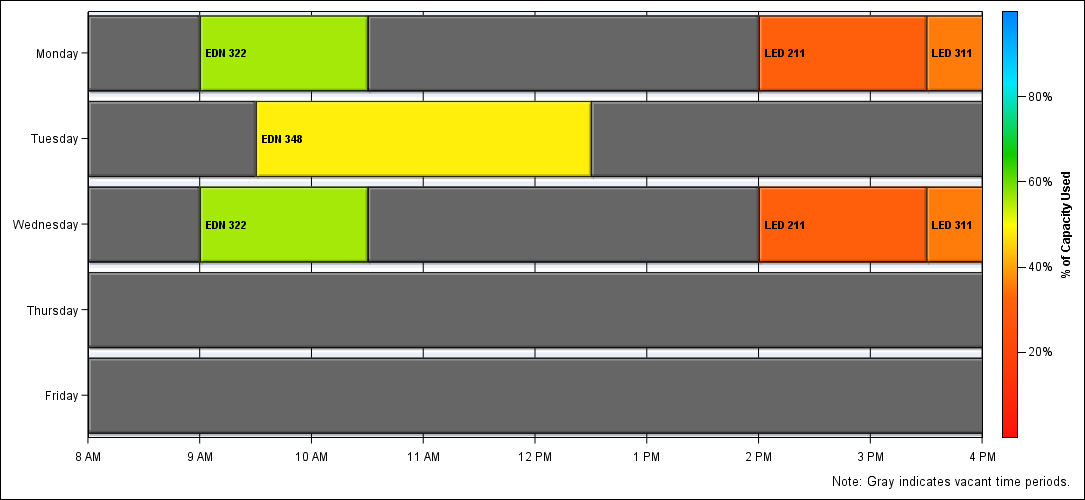 Monday
EDN 322
LED 211
LED 311
Tuesday
EDN 348
Wednesday
EDN 322
LED 211
LED 311
Thursday
Friday
8 AM 9 AM 10 AM 11 AM 12 PM 1 PM 2 PM 3 PM 4 PM
80%
60%
40%
20%
% of Capacity Used
Note: Gray indicates vacant time periods.